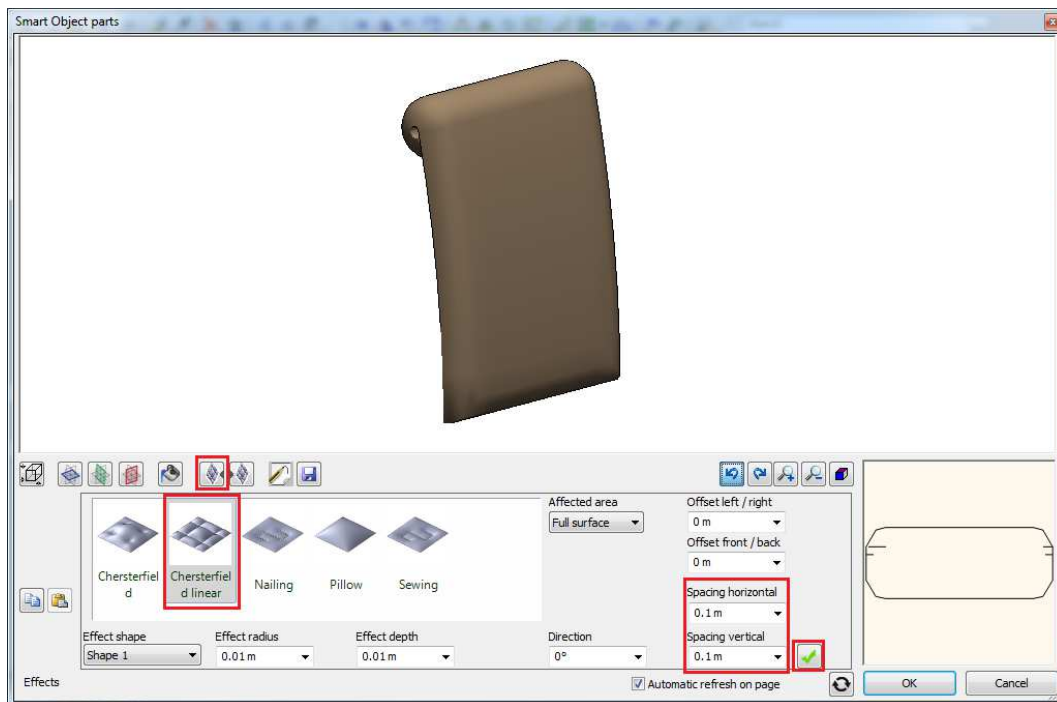 Smart Object parts
Affected area
Full surface
Offset left / right
0 m
Offset front / back
0 m
Chersterfiel
d
Chersterfiel
d linear
Nailing
Pillow
Sewing
Spacing horizontal
0.1 m
Effect shape
Shape 1
Effect radius
0.01 m
Effect depth
0.01 m
Direction
0°
Spacing vertical
0.1 m
Effects
Automatic refresh on page
OK
Cancel